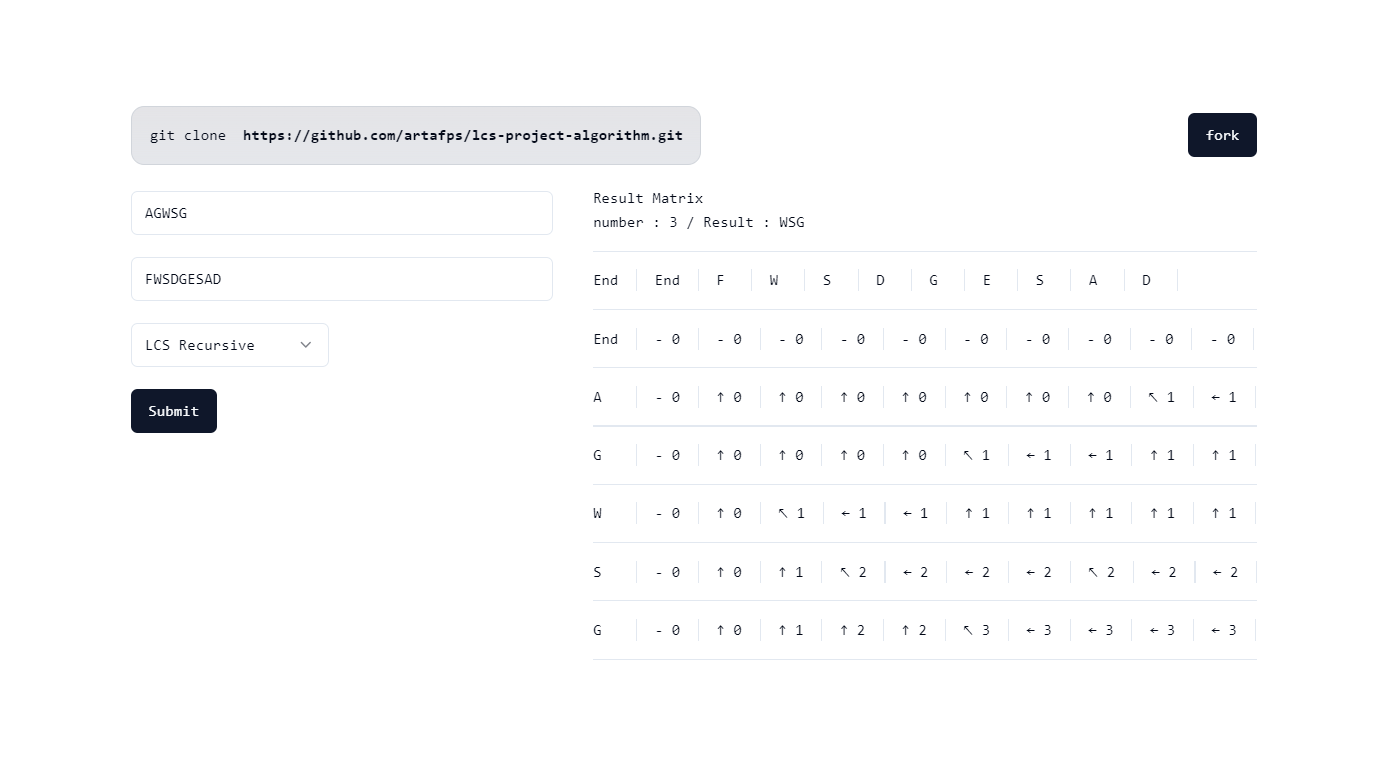 git clone https://github.com/artafps/lcs-project-algorithm.git
fork
AGWSG
FWSDGESAD
LCS Recursive
Submit
Result Matrix
number : 3 / Result : WSG
End End F W S D G E S A D
End - 0 - 0 - 0 - 0 - 0 - 0 - 0 - 0 - 0 - 0
A - 0 ↑ 0 ↑ 0 ↑ 0 ↑ 0 ↑ 0 ↑ 0 ↑ 0 ↖ 1 ← 1
G - 0 ↑ 0 ↑ 0 ↑ 0 ↑ 0 ↖ 1 ← 1 ← 1 ↑ 1 ↑ 1
W - 0 ↑ 0 ↖ 1 ← 1 ← 1 ↑ 1 ↑ 1 ↑ 1 ↑ 1 ↑ 1
S - 0 ↑ 0 ↑ 1 ↖ 2 ← 2 ← 2 ← 2 ↖ 2 ← 2 ← 2
G - 0 ↑ 0 ↑ 1 ↑ 2 ↑ 2 ↖ 3 ← 3 ← 3 ← 3 ← 3